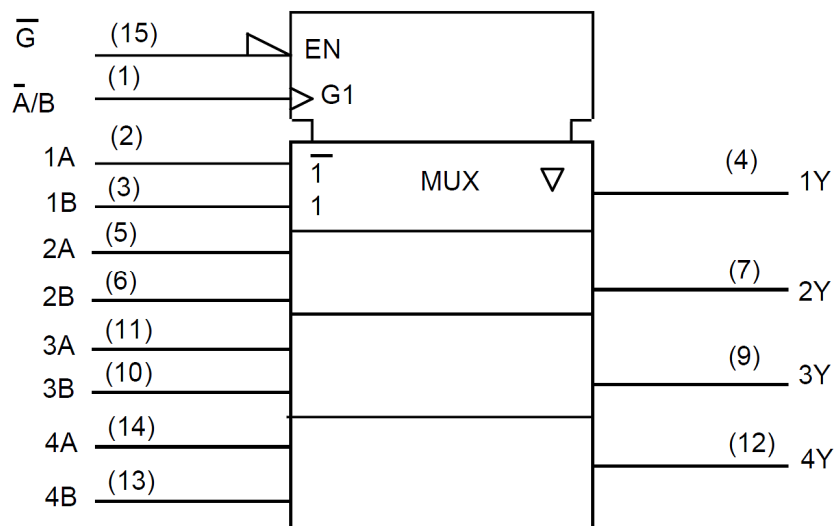 G̅ (15) EN
A̅/B (1) G1
1A (2) 1̅ MUX ▽ (4) 1Y
1B (3) 1
2A (5)
2B (6) (7) 2Y
3A (11)
3B (10) (9) 3Y
4A (14) (12) 4Y
4B (13)